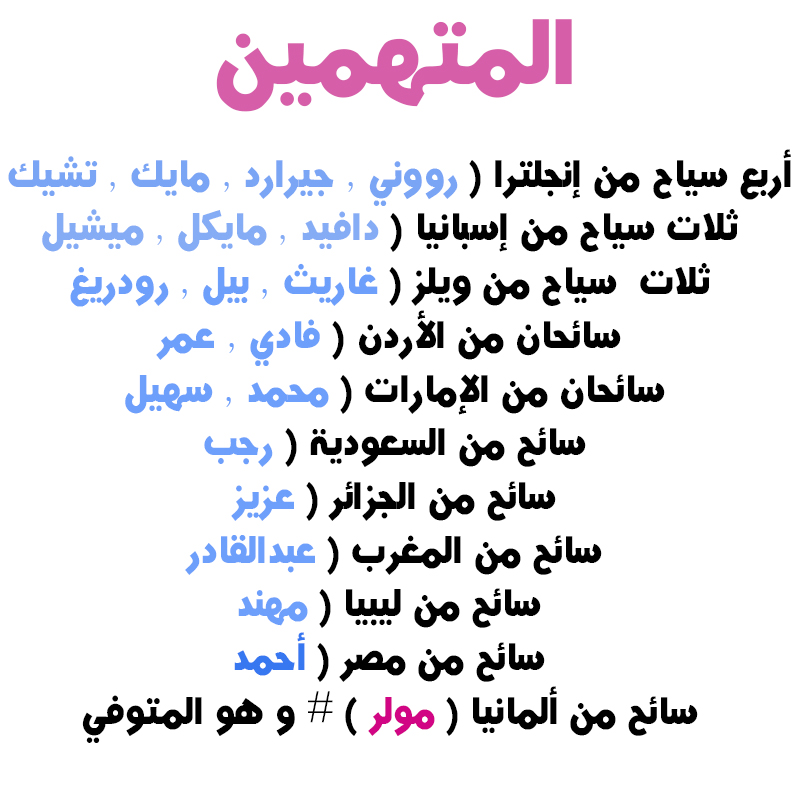 المتهمين
أربع سياح من إنجلترا ( رووني , جيرارد , مايك , تشيك
ثلاث سياح من إسبانيا ( دافيد , مايكل , ميشيل
ثلاث سياح من ويلز ( غاريث , بيل , رودريغ
سائحان من الأردن ( فادي , عمر
سائحان من الإمارات ( محمد , سهيل
سائح من السعودية ( رجب
سائح من الجزائر ( عزيز
سائح من المغرب ( عبدالقادر
سائح من ليبيا ( مهند
سائح من مصر ( أحمد
سائح من ألمانيا ( مولر ) # و هو المتوفي